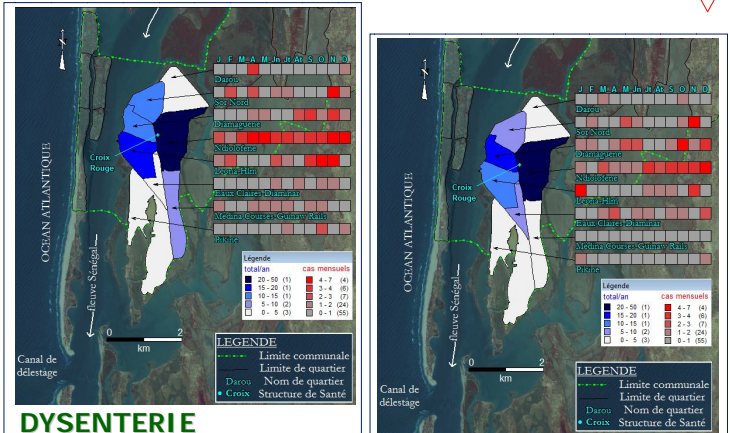 N
J F M A M Jn Jt At S O N D
Darou
Sor Nord
Diamaguene
Ndiolofène
Leona-Hlm
Eaux Claires-Diaminar
Medina Courses-Guinaw Rails
Pikine
Croix
Rouge
OCEAN ATLANTIQUE
fleuve Sénégal
Canal de
délestage
0 2
km
Légende
total/an cas mensuels
20 - 50 (1) 4 - 7 (4)
15 - 20 (1) 3 - 4 (6)
10 - 15 (1) 2 - 3 (7)
5 - 10 (2) 1 - 2 (24)
0 - 5 (3) 0 - 1 (55)
LEGENDE
Limite communale
Limite de quartier
Darou Nom de quartier
Croix Structure de Santé
DYSENTERIE
N
J F M A M Jn Jt At S O N D
Darou
Sor Nord
Diamaguene
Ndiolofène
Leona-Hlm
Eaux Claires-Diaminar
Medina Courses-Guinaw Rails
Pikine
Croix
Rouge
OCEAN ATLANTIQUE
fleuve Sénégal
Canal de
délestage
0 2
km
Légende
total/an cas mensuels
20 - 50 (1) 4 - 7 (4)
15 - 20 (1) 3 - 4 (6)
10 - 15 (1) 2 - 3 (7)
5 - 10 (2) 1 - 2 (24)
0 - 5 (3) 0 - 1 (55)
LEGENDE
Limite communale
Limite de quartier
Darou Nom de quartier
Croix Structure de Santé